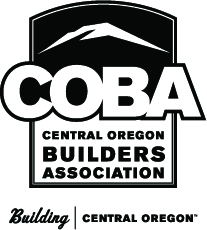 COBA
CENTRAL OREGON
BUILDERS
ASSOCIATION
Building | CENTRAL OREGON™